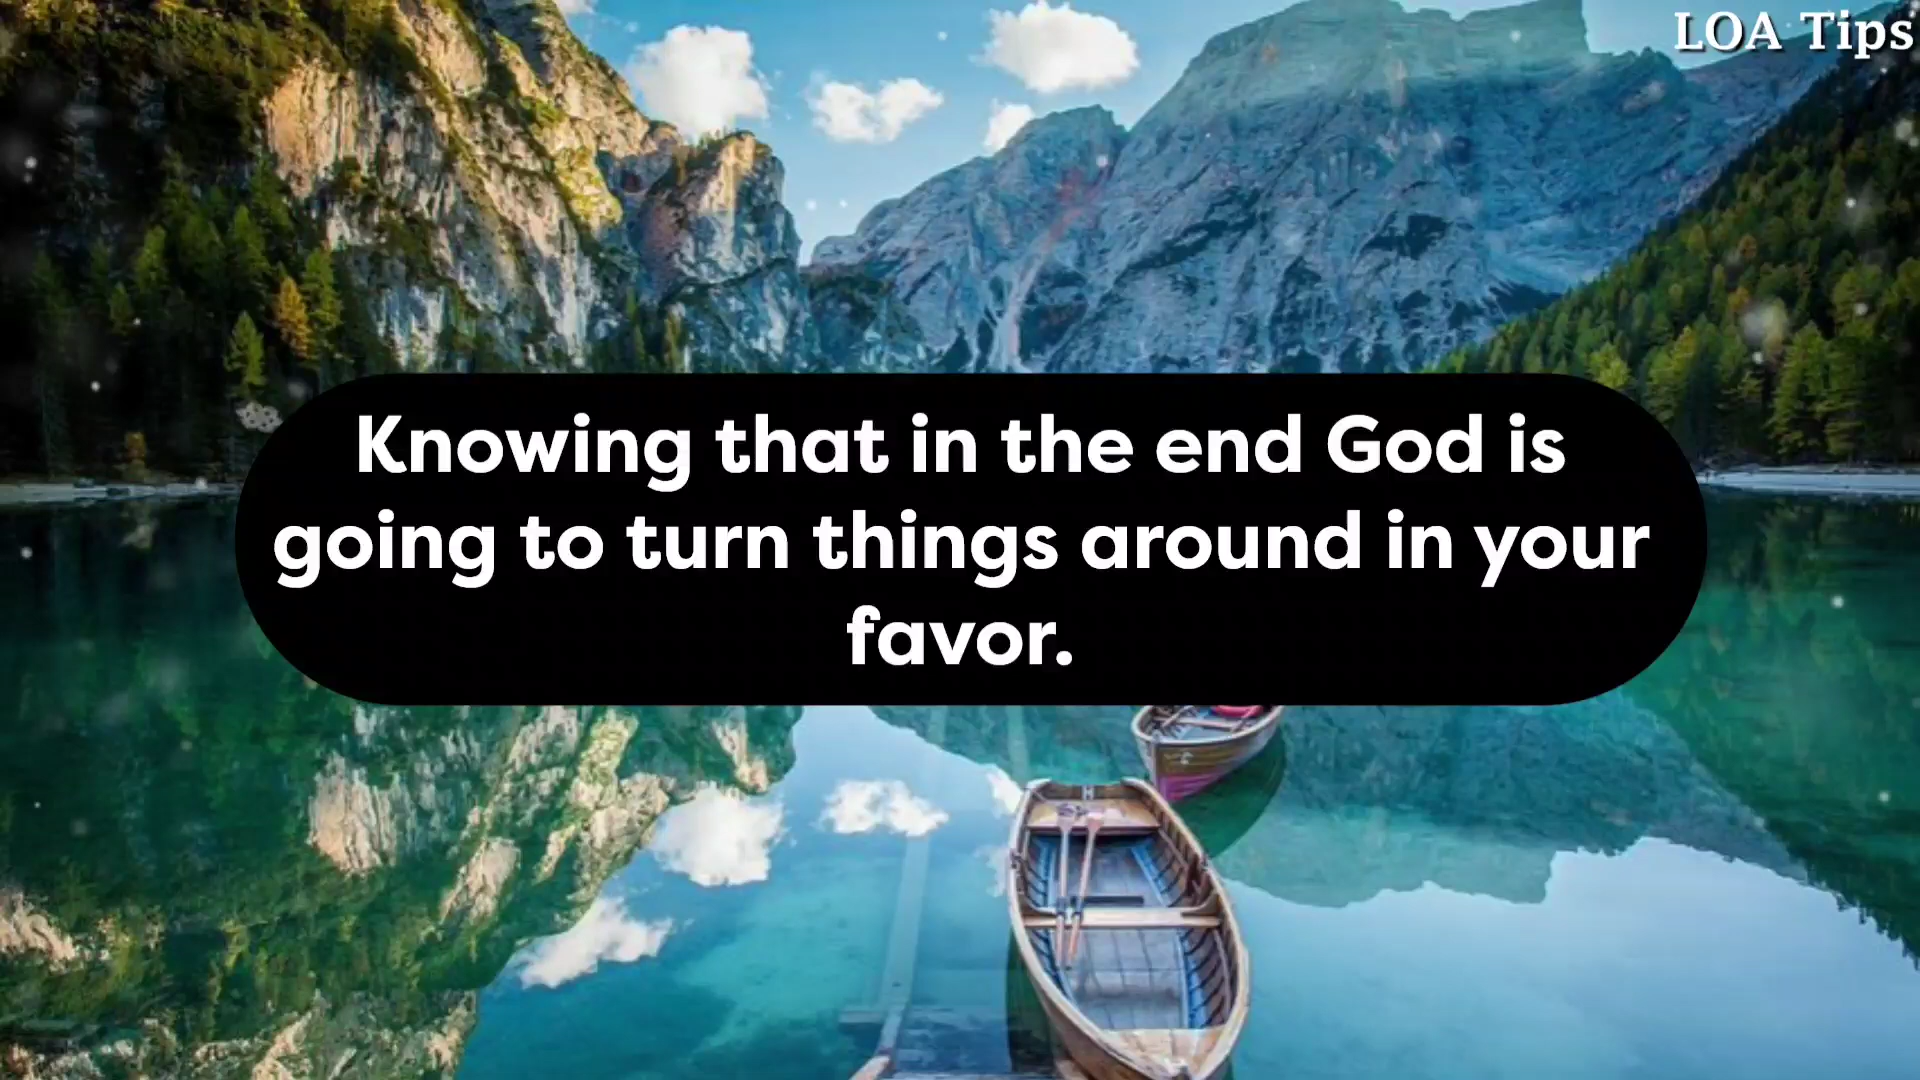 LOA Tips
Knowing that in the end God is
going to turn things around in your
favor.